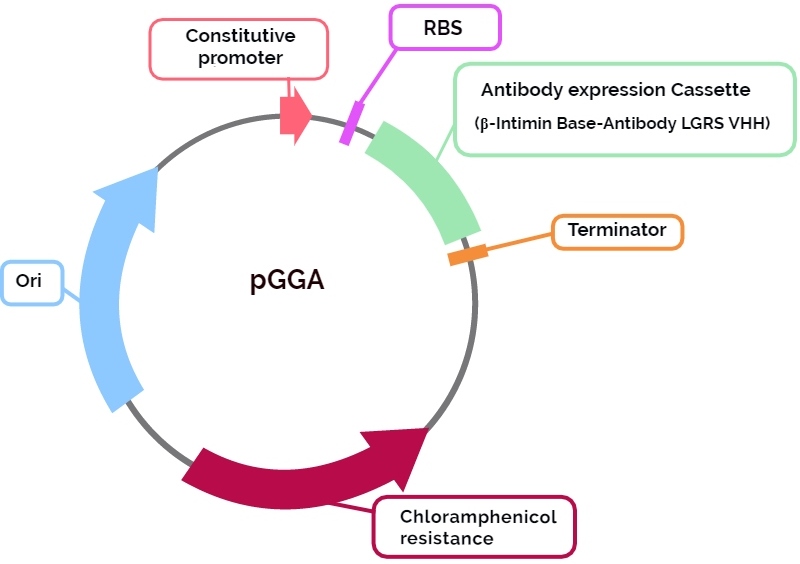 Constitutive
promoter
RBS
Antibody expression Cassette
(β-Intimin Base-Antibody LGRS VHH)
Terminator
Ori
pGGA
Chloramphenicol
resistance